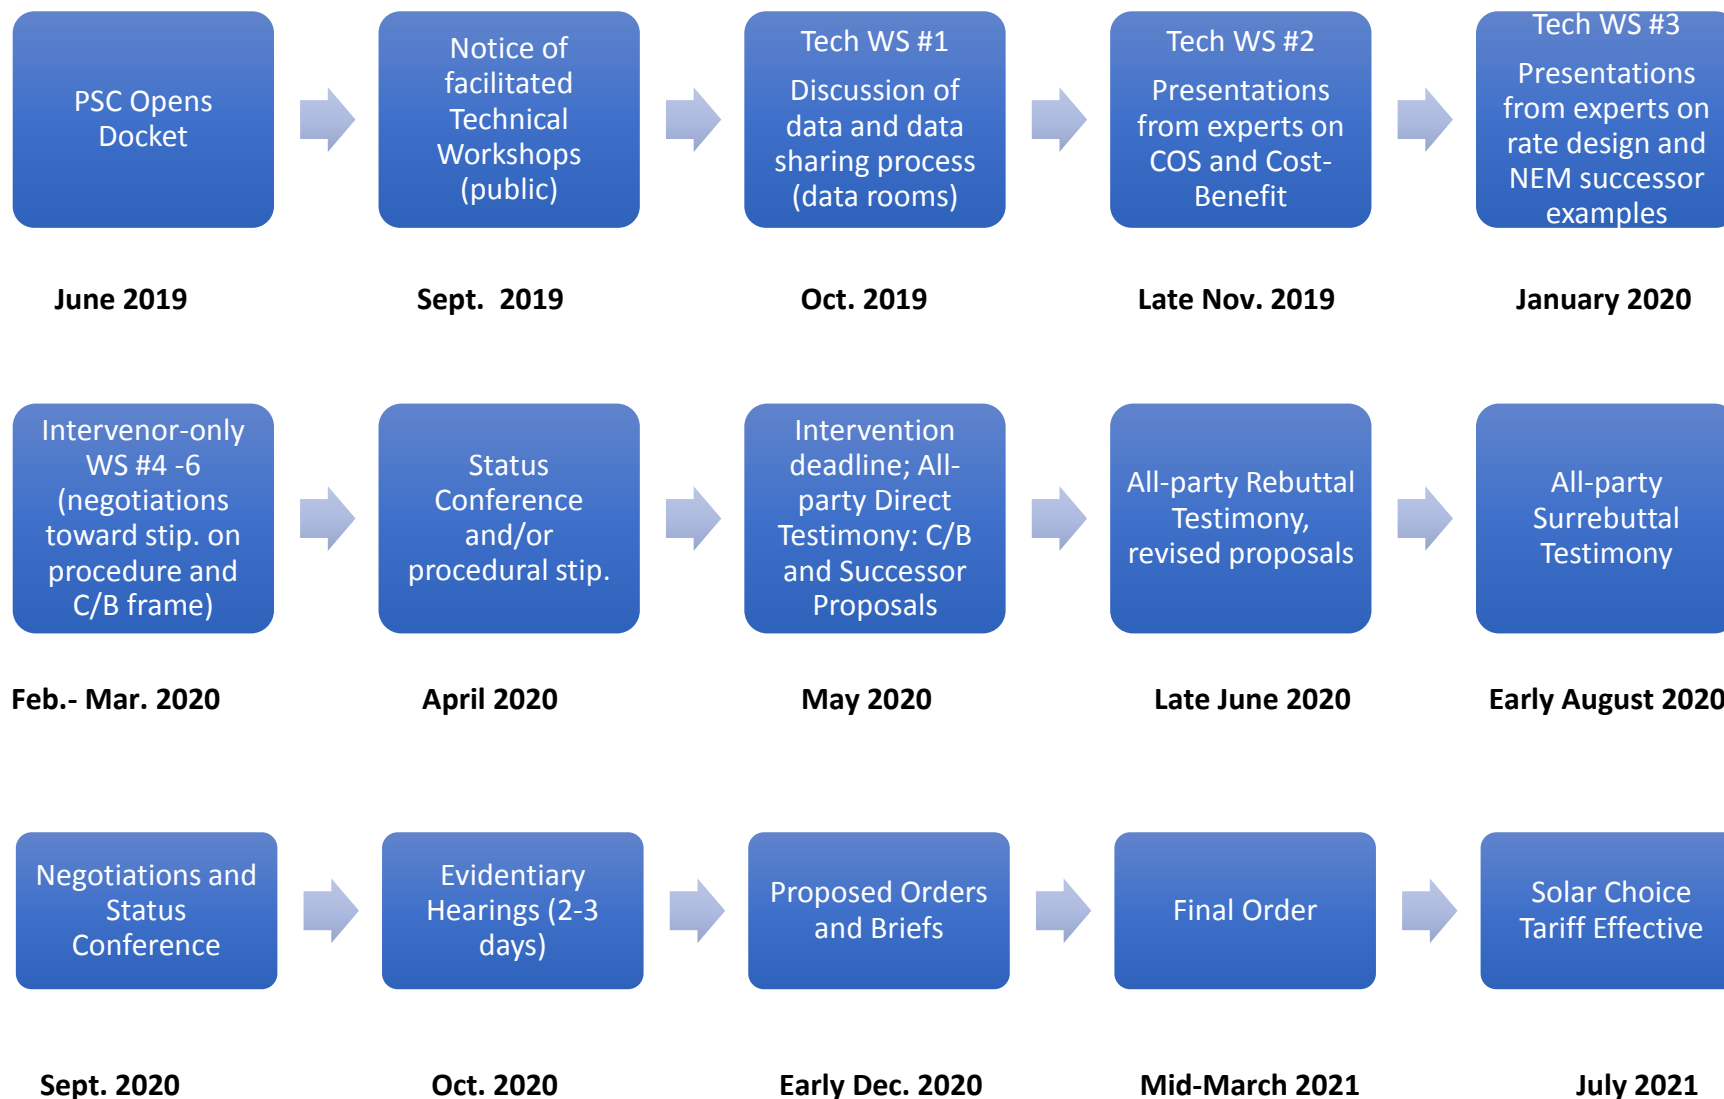 PSC Opens
Docket
Notice of
facilitated
Technical
Workshops
(public)
Tech WS #1
Discussion of
data and data
sharing process
(data rooms)
Tech WS #2
Presentations
from experts on
COS and Cost-
Benefit
Tech WS #3
Presentations
from experts on
rate design and
NEM successor
examples
June 2019
Sept. 2019
Oct. 2019
Late Nov. 2019
January 2020
Intervenor-only
WS #4 -6
(negotiations
toward stip. on
procedure and
C/B frame)
Status
Conference
and/or
procedural stip.
Intervention
deadline; All-
party Direct
Testimony: C/B
and Successor
Proposals
All-party Rebuttal
Testimony,
revised proposals
All-party
Surrebuttal
Testimony
Feb.- Mar. 2020
April 2020
May 2020
Late June 2020
Early August 2020
Negotiations and
Status
Conference
Evidentiary
Hearings (2-3
days)
Proposed Orders
and Briefs
Final Order
Solar Choice
Tariff Effective
Sept. 2020
Oct. 2020
Early Dec. 2020
Mid-March 2021
July 2021